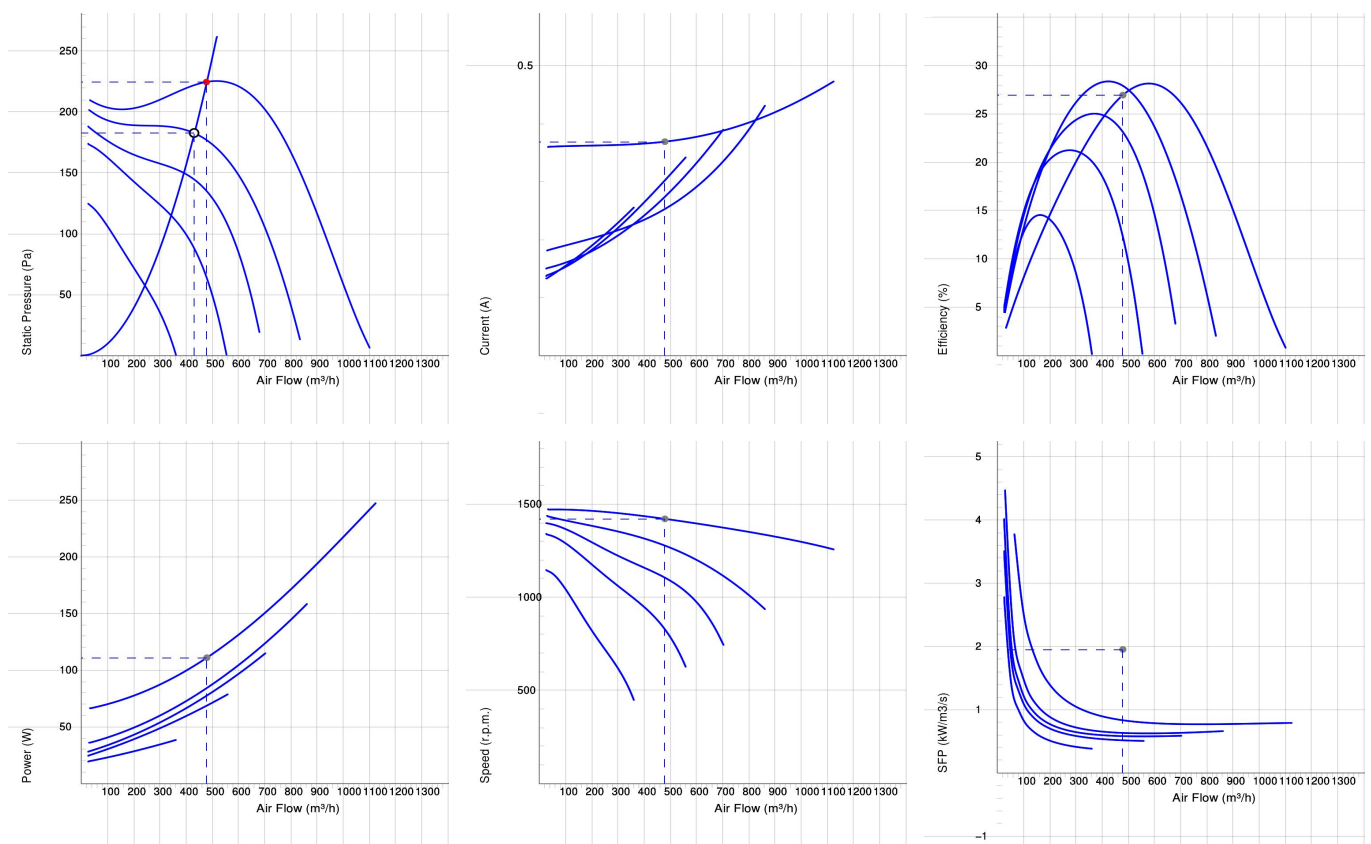 250
200
150
100
50
Static Pressure (Pa)
100 200 300 400 500 600 700 800 900 1000 1100 1200 1300
Air Flow (m³/h)
0.5
Current (A)
100 200 300 400 500 600 700 800 900 1000 1100 1200 1300
Air Flow (m³/h)
30
25
20
15
10
5
Efficiency (%)
100 200 300 400 500 600 700 800 900 1000 1100 1200 1300
Air Flow (m³/h)
250
200
150
100
50
Power (W)
100 200 300 400 500 600 700 800 900 1000 1100 1200 1300
Air Flow (m³/h)
1500
1000
500
Speed (r.p.m.)
100 200 300 400 500 600 700 800 900 1000 1100 1200 1300
Air Flow (m³/h)
5
4
3
2
1
SFP (kW/m3/s)
100 200 300 400 500 600 700 800 900 1000 1100 1200 1300
Air Flow (m³/h)
−1